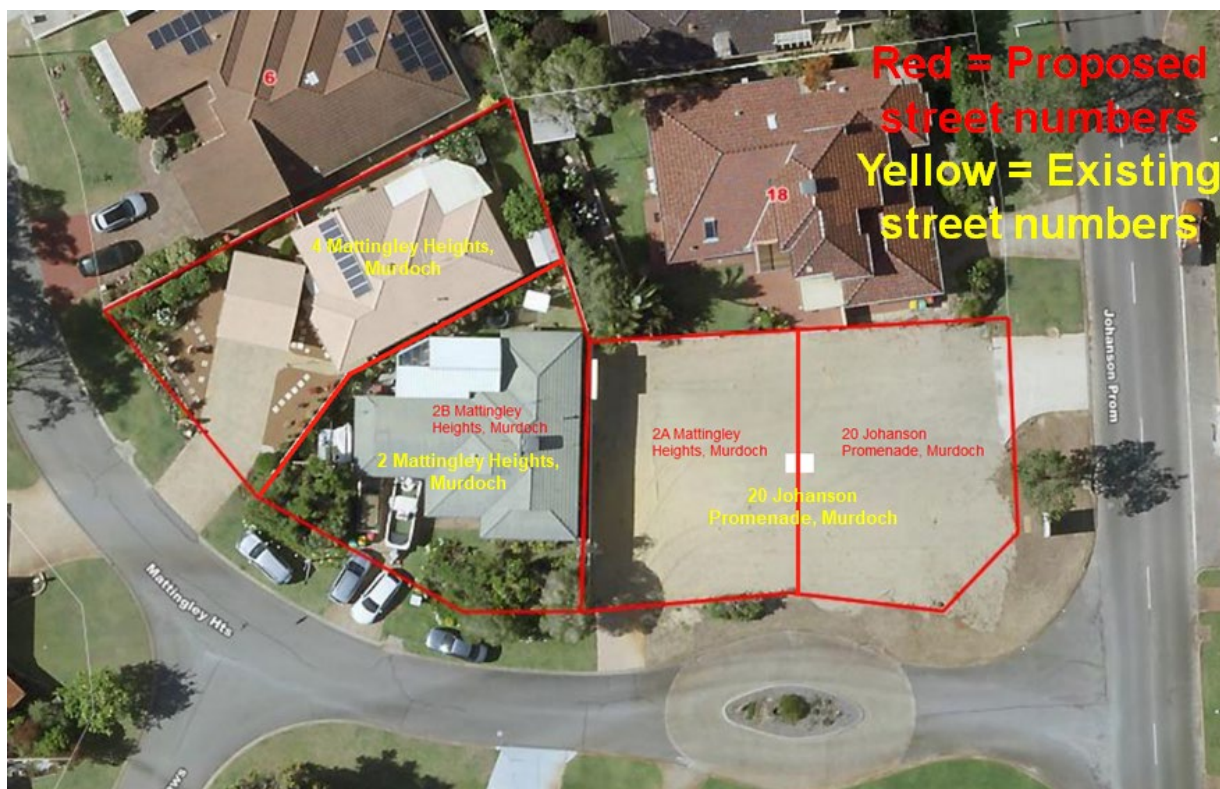 Red = Proposed
street numbers
Yellow = Existing
street numbers
6
18
4 Mattingley Heights,
Murdoch
2B Mattingley
Heights, Murdoch
2 Mattingley Heights,
Murdoch
2A Mattingley
Heights, Murdoch
20 Johanson
Promenade, Murdoch
20 Johanson
Promenade, Murdoch
Johanson Prom
Mattingley Hts
ws